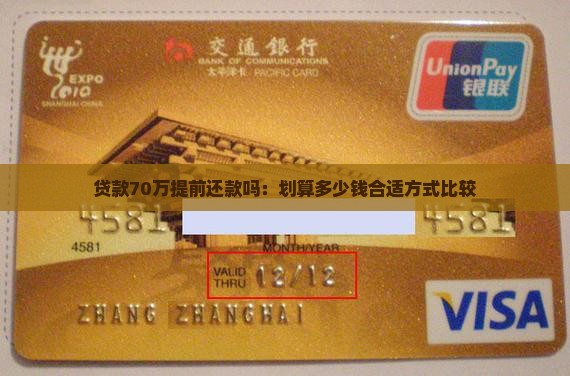 交通銀行
BANK OF COMMUNICATIONS
太平洋卡 PACIFIC CARD
EXPO
2010
SHANGHAI CHINA
UnionPay
银联
贷款70万提前还款吗：划算多少钱合适方式比较
4581 4581
4581
MONTH/YEAR
VALID
THRU 12/12
ZHANG ZHANGHAI
VISA